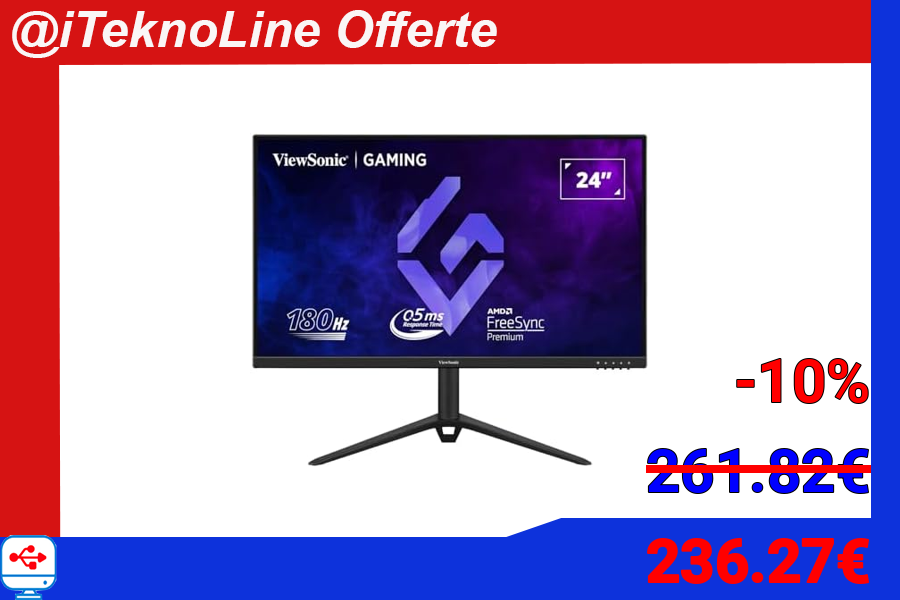 @iTeknoLine Offerte
ViewSonic | GAMING
24"
180Hz
0.5ms
Response Time
AMD
FreeSync
Premium
ViewSonic
-10%
261.82€
236.27€